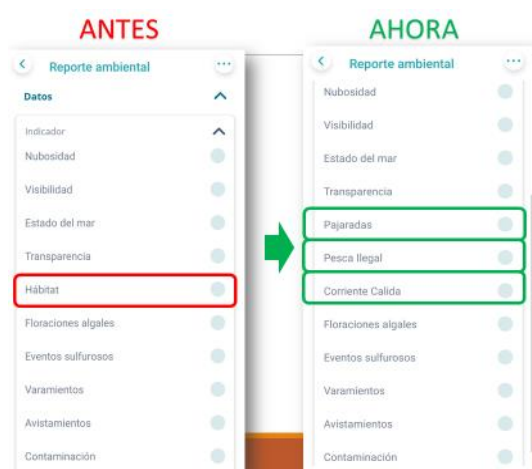 ANTES
Reporte ambiental
Datos
Indicador
Nubosidad
Visibilidad
Estado del mar
Transparencia
Hábitat
Floraciones algales
Eventos sulfurosos
Varamientos
Avistamientos
Contaminación
AHORA
Reporte ambiental
Nubosidad
Visibilidad
Estado del mar
Transparencia
Pajaradas
Pesca Ilegal
Corriente Calida
Floraciones algales
Eventos sulfurosos
Varamientos
Avistamientos
Contaminación